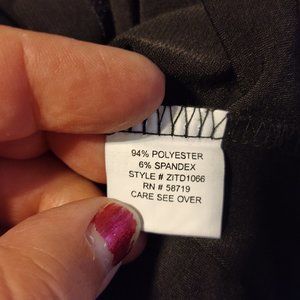 94% POLYESTER
6% SPANDEX
STYLE # ZITD1066
RN # 58719
CARE SEE OVER